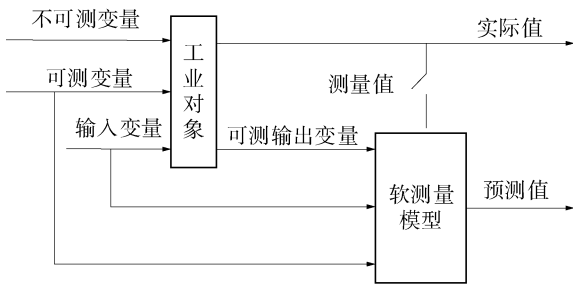 不可测变量
实际值
工业对象
可测变量
测量值
输入变量
可测输出变量
软测量
模型
预测值